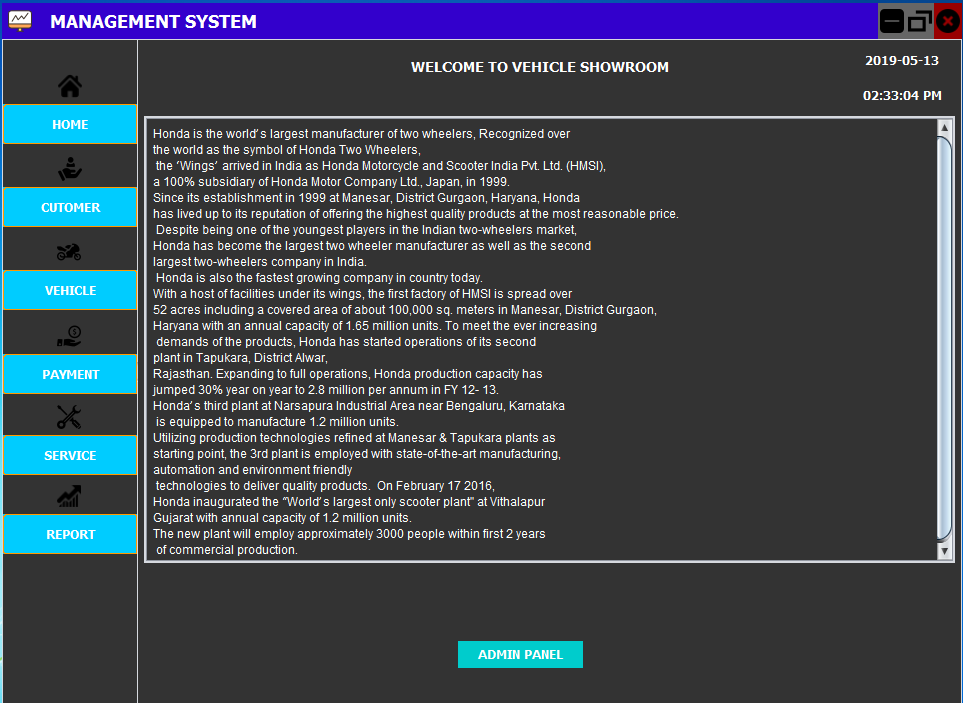 MANAGEMENT SYSTEM
WELCOME TO VEHICLE SHOWROOM
2019-05-13
02:33:04 PM
HOME
CUTOMER
VEHICLE
PAYMENT
SERVICE
REPORT
Honda is the world's largest manufacturer of two wheelers, Recognized over
the world as the symbol of Honda Two Wheelers,
the ‘Wings’ arrived in India as Honda Motorcycle and Scooter India Pvt. Ltd. (HMSI),
a 100% subsidiary of Honda Motor Company Ltd., Japan, in 1999.
Since its establishment in 1999 at Manesar, District Gurgaon, Haryana, Honda
has lived up to its reputation of offering the highest quality products at the most reasonable price.
Despite being one of the youngest players in the Indian two-wheelers market,
Honda has become the largest two wheeler manufacturer as well as the second
largest two-wheelers company in India.
Honda is also the fastest growing company in country today.
With a host of facilities under its wings, the first factory of HMSI is spread over
52 acres including a covered area of about 100,000 sq. meters in Manesar, District Gurgaon,
Haryana with an annual capacity of 1.65 million units. To meet the ever increasing
demands of the products, Honda has started operations of its second
plant in Tapukara, District Alwar,
Rajasthan. Expanding to full operations, Honda production capacity has
jumped 30% year on year to 2.8 million per annum in FY 12- 13.
Honda's third plant at Narsapura Industrial Area near Bengaluru, Karnataka
is equipped to manufacture 1.2 million units.
Utilizing production technologies refined at Manesar & Tapukara plants as
starting point, the 3rd plant is employed with state-of-the-art manufacturing,
automation and environment friendly
technologies to deliver quality products.  On February 17 2016,
Honda inaugurated the “World's largest only scooter plant” at Vithalapur
Gujarat with annual capacity of 1.2 million units.
The new plant will employ approximately 3000 people within first 2 years
of commercial production.
ADMIN PANEL